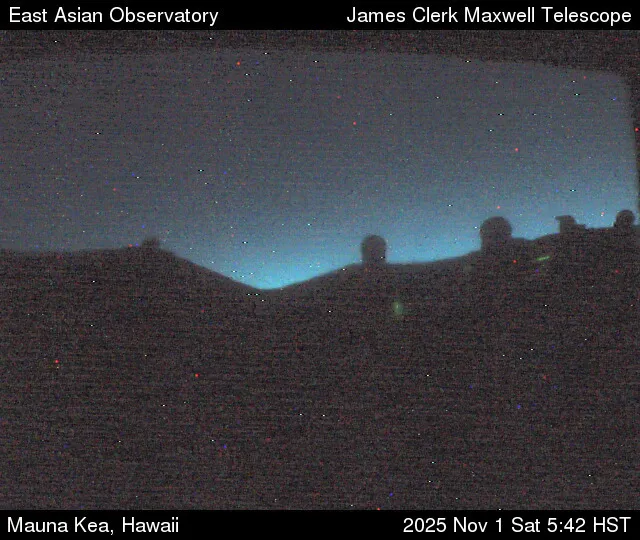 East Asian Observatory
James Clerk Maxwell Telescope
Mauna Kea, Hawaii
2025 Nov 1 Sat 5:42 HST